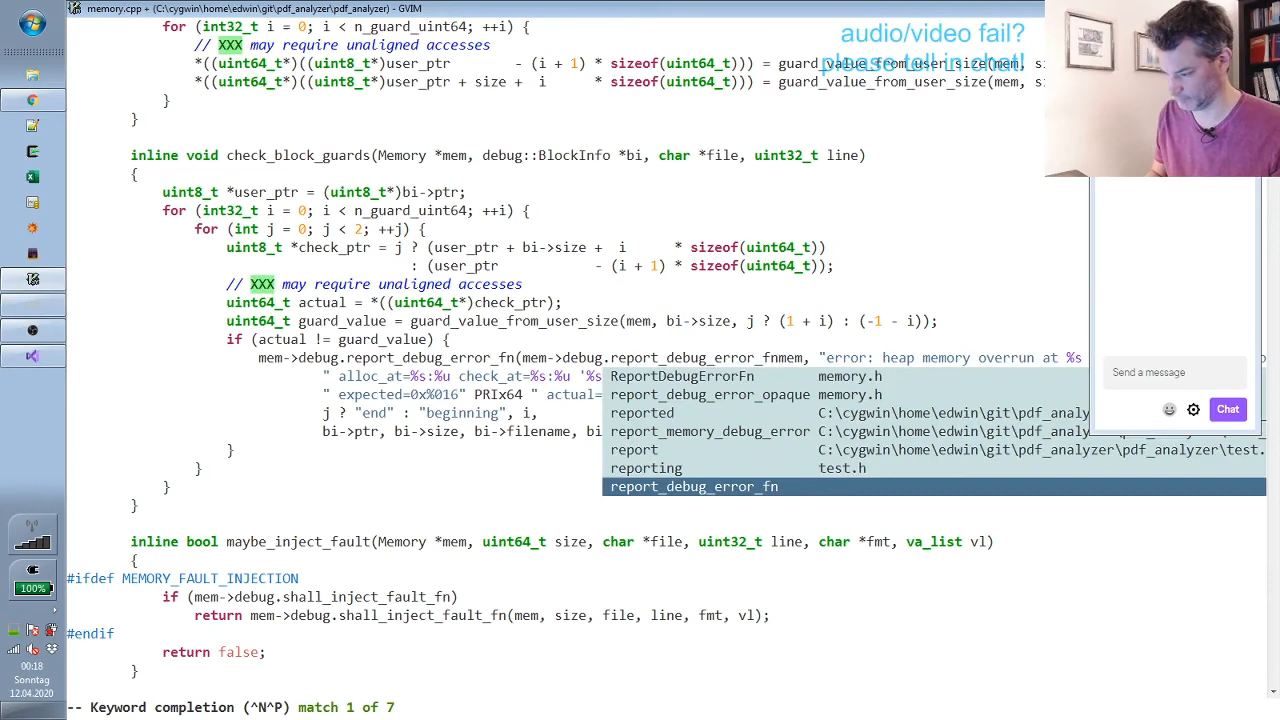 memory.cpp + (C:\cygwin\home\edwin\git\pdf_analyzer\pdf_analyzer) - GVIM
for (int32_t i = 0; i < n_guard_uint64; ++i) {
// XXX may require unaligned accesses
*((uint64_t*)((uint8_t*)user_ptr - (i + 1) * sizeof(uint64_t))) = guard_value_from_user_size(mem, si
*((uint64_t*)((uint8_t*)user_ptr + size + i * sizeof(uint64_t))) = guard_value_from_user_size(mem, si
}
}
audio/video fail?
please tell in chat!
inline void check_block_guards(Memory *mem, debug::BlockInfo *bi, char *file, uint32_t line)
{
uint8_t *user_ptr = (uint8_t*)bi->ptr;
for (int32_t i = 0; i < n_guard_uint64; ++i) {
for (int j = 0; j < 2; ++j) {
uint8_t *check_ptr = j ? (user_ptr + bi->size + i * sizeof(uint64_t))
: (user_ptr - (i + 1) * sizeof(uint64_t));
// XXX may require unaligned accesses
uint64_t actual = *((uint64_t*)check_ptr);
uint64_t guard_value = guard_value_from_user_size(mem, bi->size, j ? (1 + i) : (-1 - i));
if (actual != guard_value) {
mem->debug.report_debug_error_fn(mem->debug.report_debug_error_fnmem, "error: heap memory overrun at %s
" alloc_at=%s:%u check_at=%s:%u '%s
" expected=0x%016" PRIx64 " actual=
j ? "end" : "beginning", i,
bi->ptr, bi->size, bi->filename, bi
}
}
}
}
ReportDebugErrorFn memory.h
report_debug_error_opaque memory.h
reported C:\cygwin\home\edwin\git\pdf_analy
report_memory_debug_error C:\cygwin\home\edwin\git\pdf_analy
report C:\cygwin\home\edwin\git\pdf_analyzer\pdf_analyzer\test.
reporting test.h
report_debug_error_fn
Send a message
Chat
inline bool maybe_inject_fault(Memory *mem, uint64_t size, char *file, uint32_t line, char *fmt, va_list vl)
{
#ifdef MEMORY_FAULT_INJECTION
if (mem->debug.shall_inject_fault_fn)
return mem->debug.shall_inject_fault_fn(mem, size, file, line, fmt, vl);
#endif
return false;
}
-- Keyword completion (^N^P) match 1 of 7
100%
00:18
Sonntag
12.04.2020